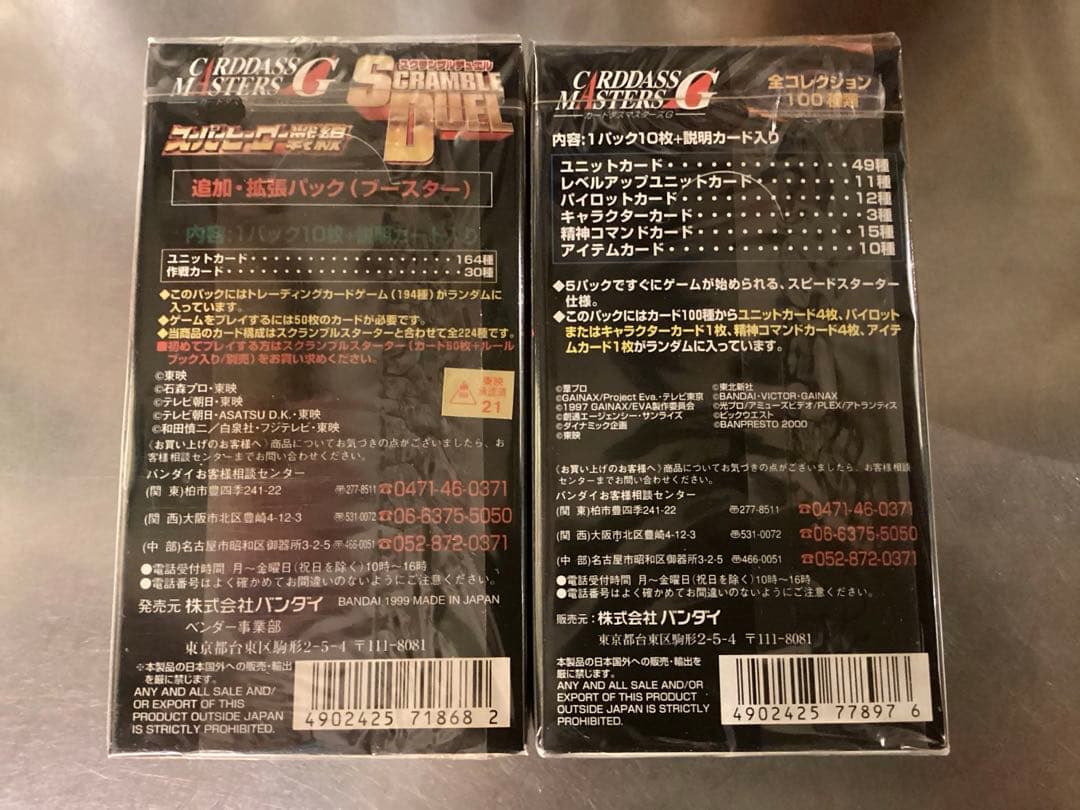 CARDDASS
MASTERS G
カードダスマスターズG
スクランブルデュエル
SCRAMBLE
DUEL
スーパーヒーロー戦線
追加・拡張パック(ブースター)
内容:1パック10枚+説明カード入り
ユニットカード・・・・・・・・・・・・・・・・164種
作戦カード・・・・・・・・・・・・・・・・・・30種
◆このパックにはトレーディングカードゲーム(194種)がランダムに
入っています。
◆ゲームをプレイするには50枚のカードが必要です。
◆当商品のカード構成はスクランブルスターターと合わせて全224種です。
■初めてプレイする方はスクランブルスターター(カード50枚+ルール
ブック入り/別売)をお買い求めください。
©東映
©石森プロ・東映
©テレビ朝日・東映
©テレビ朝日・ASATSU D.K.・東映
©和田慎二/白泉社・フジテレビ・東映
東映
承認済
21
《お買い上げのお客様へ》商品についてお気づきの点がございましたら、お
客様相談センターまでお問い合わせください。
バンダイお客様相談センター
(関 東)柏市豊四季241-22 〠277-8511 ☎0471-46-0371
(関 西)大阪市北区豊崎4-12-3 〠531-0072 ☎06-6375-5050
(中 部)名古屋市昭和区御器所3-2-5 〠466-0051 ☎052-872-0371
●電話受付時間 月〜金曜日(祝日を除く)10時〜16時
●電話番号はよく確かめてお間違いのないようにご注意ください。
発売元 株式会社バンダイ BANDAI 1999 MADE IN JAPAN
ベンダー事業部
東京都台東区駒形2-5-4 〒111-8081
※本製品の日本国外への販売・輸出
を厳に禁じます。
ANY AND ALL SALE AND/
OR EXPORT OF THIS
PRODUCT OUTSIDE JAPAN
IS STRICTLY PROHIBITED.
4902425 71868 2
CARDDASS
MASTERS G
カードダスマスターズG
全コレクション
100種類
内容:1パック10枚+説明カード入り
ユニットカード・・・・・・・・・・・・・49種
レベルアップユニットカード・・・・・・・11種
パイロットカード・・・・・・・・・・・・12種
キャラクターカード・・・・・・・・・・・3種
精神コマンドカード・・・・・・・・・・・15種
アイテムカード・・・・・・・・・・・・・10種
◆5パックですぐにゲームが始められる、スピードスターター
仕様。
◆このパックにはカード100種からユニットカード4枚、パイロット
またはキャラクターカード1枚、精神コマンドカード4枚、アイテ
ムカード1枚がランダムに入っています。
©葦プロ
©GAINAX/Project Eva.・テレビ東京
©1997 GAINAX/EVA製作委員会
©創通エージェンシー・サンライズ
©ダイナミック企画
©東映
©東北新社
©BANDAI・VICTOR・GAINAX
©光プロ/アミューズビデオ/PLEX/アトランティス
©ビックウエスト
©BANPRESTO 2000
《お買い上げのお客様へ》商品についてお気づきの点がございましたら、お客様相談
センターまでお問い合わせください。
バンダイお客様相談センター
(関 東)柏市豊四季241-22 〠277-8511 ☎0471-46-0371
(関 西)大阪市北区豊崎4-12-3 〠531-0072 ☎06-6375-5050
(中 部)名古屋市昭和区御器所3-2-5 〠466-0051 ☎052-872-0371
●電話受付時間 月〜金曜日(祝日を除く)10時〜16時
●電話番号はよく確かめてお間違いのないようにご注意ください。
販売元:株式会社バンダイ
東京都台東区駒形2-5-4 〒111-8081
本製品の日本国外への販売・輸出を
厳に禁じます。
ANY AND ALL SALE AND/OR
EXPORT OF THIS PRODUCT
OUTSIDE JAPAN IS STRICTLY
PROHIBITED.
4902425 77897 6